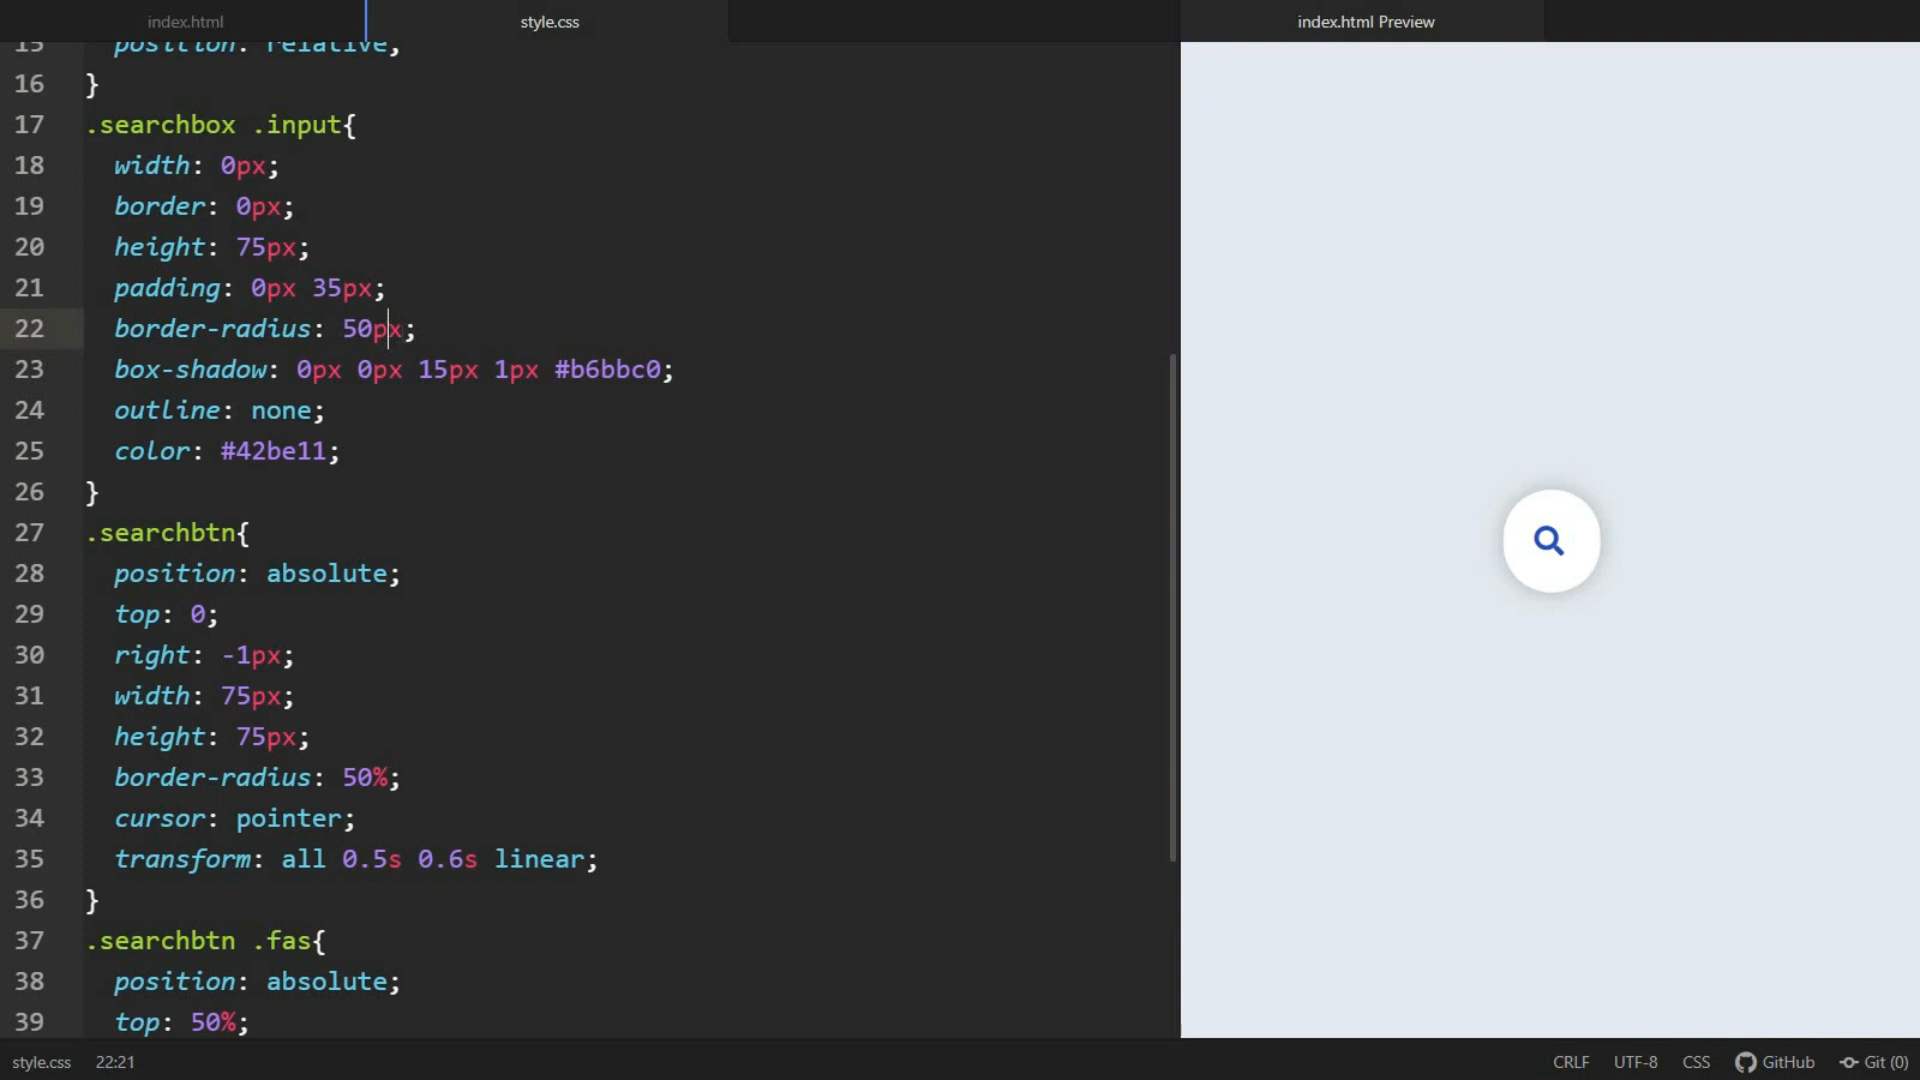 index.html
style.css
index.html Preview
15 position: relative;
16 }
17 .searchbox .input{
18 width: 0px;
19 border: 0px;
20 height: 75px;
21 padding: 0px 35px;
22 border-radius: 50px;
23 box-shadow: 0px 0px 15px 1px #b6bbc0;
24 outline: none;
25 color: #42be11;
26 }
27 .searchbtn{
28 position: absolute;
29 top: 0;
30 right: -1px;
31 width: 75px;
32 height: 75px;
33 border-radius: 50%;
34 cursor: pointer;
35 transform: all 0.5s 0.6s linear;
36 }
37 .searchbtn .fas{
38 position: absolute;
39 top: 50%;
style.css 22:21 CRLF UTF-8 CSS GitHub Git (0)